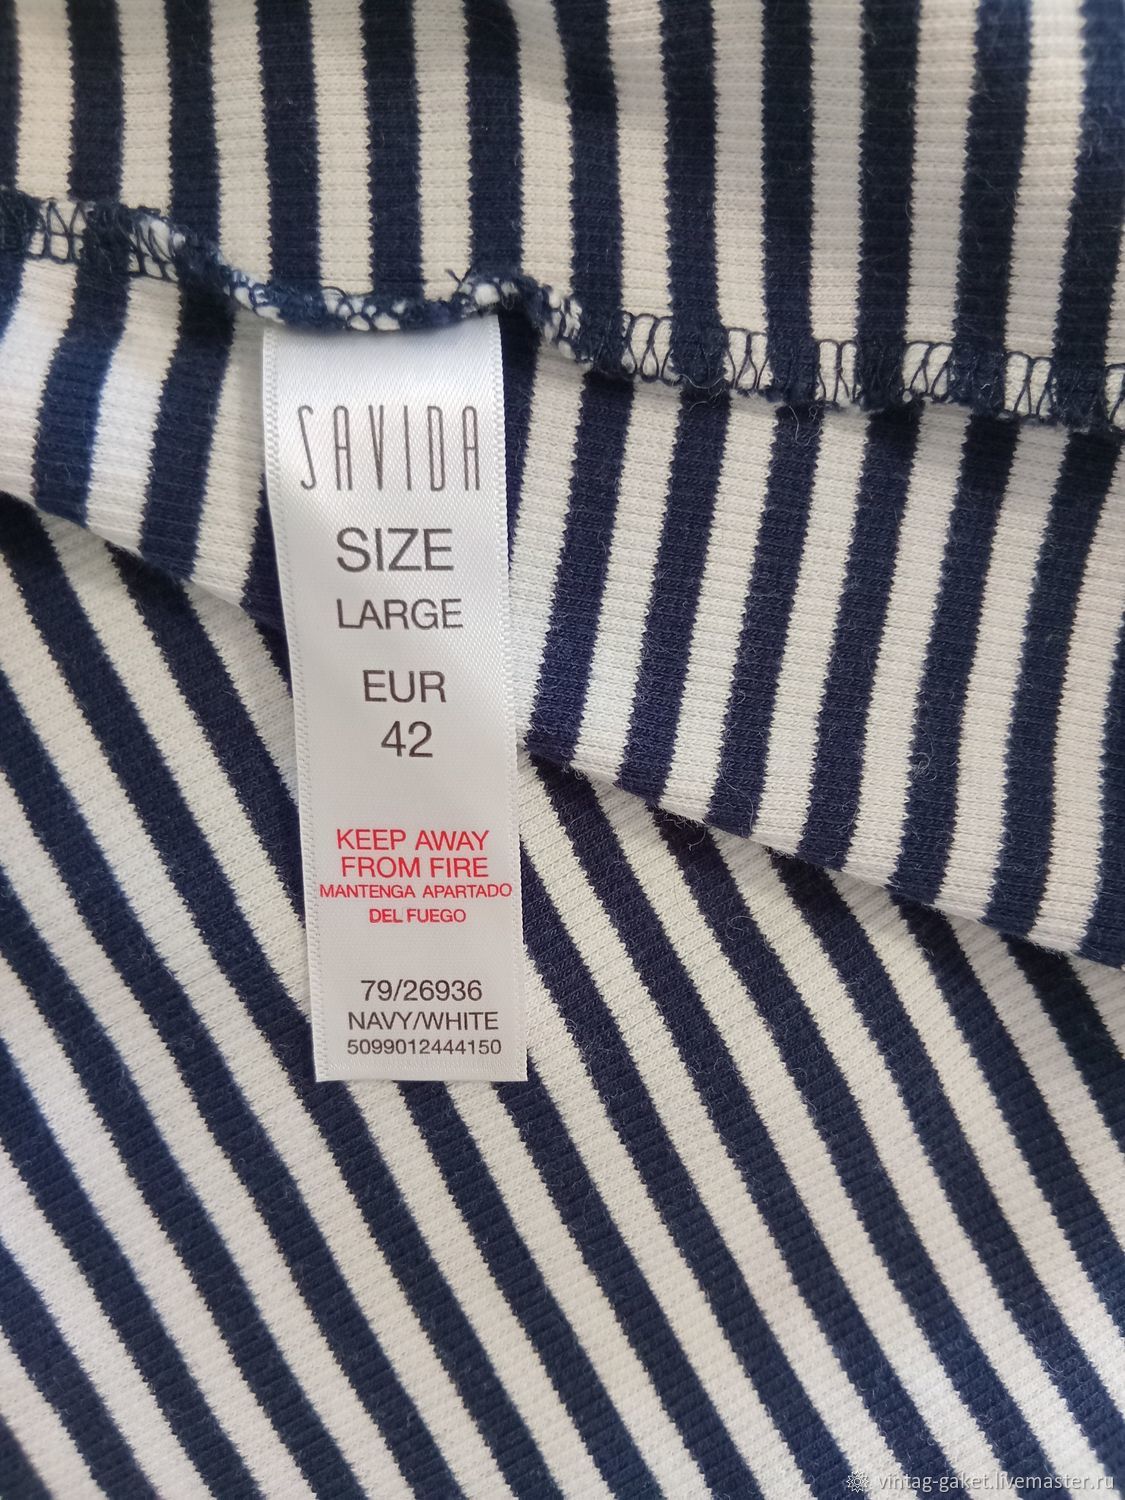 SAVIDA
SIZE
LARGE
EUR
42
KEEP AWAY
FROM FIRE
MANTENGA APARTADO
DEL FUEGO
79/26936
NAVY/WHITE
5099012444150
vintag-gaket.livemaster.ru